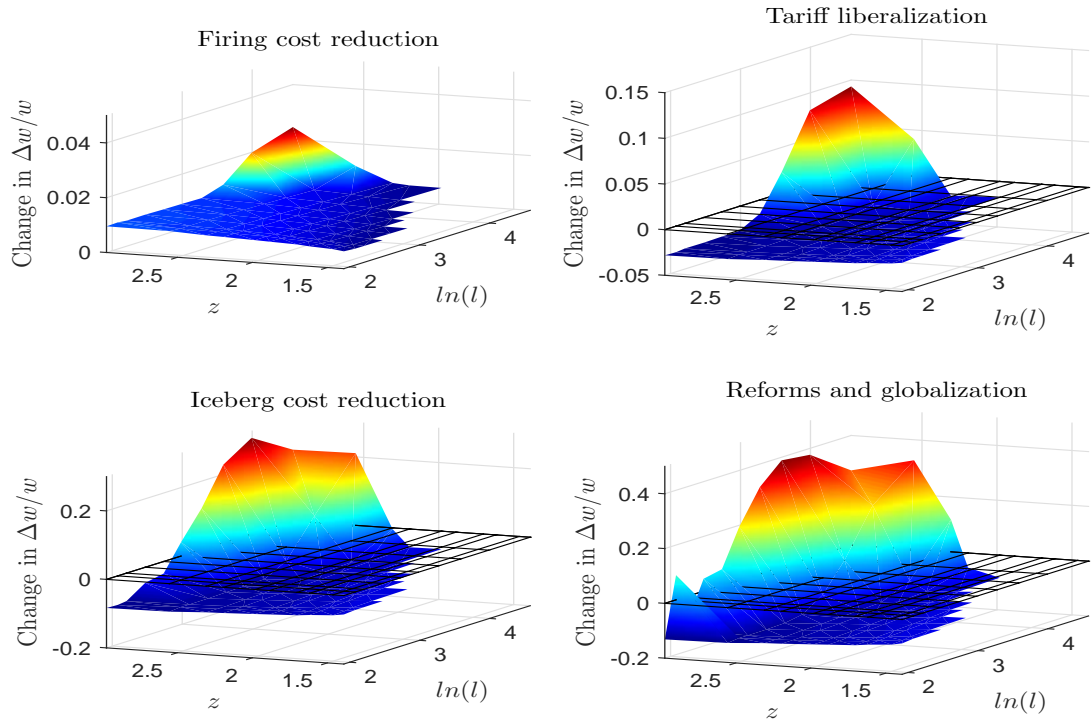 Firing cost reduction
Change in Δw/w
0.04
0.02
0
2.5
2
1.5
z
2
3
4
ln(l)
Tariff liberalization
Change in Δw/w
0.15
0.1
0.05
0
-0.05
2.5
2
1.5
z
2
3
4
ln(l)
Iceberg cost reduction
Change in Δw/w
0.2
0
-0.2
2.5
2
1.5
z
2
3
4
ln(l)
Reforms and globalization
Change in Δw/w
0.4
0.2
0
-0.2
2.5
2
1.5
z
2
3
4
ln(l)